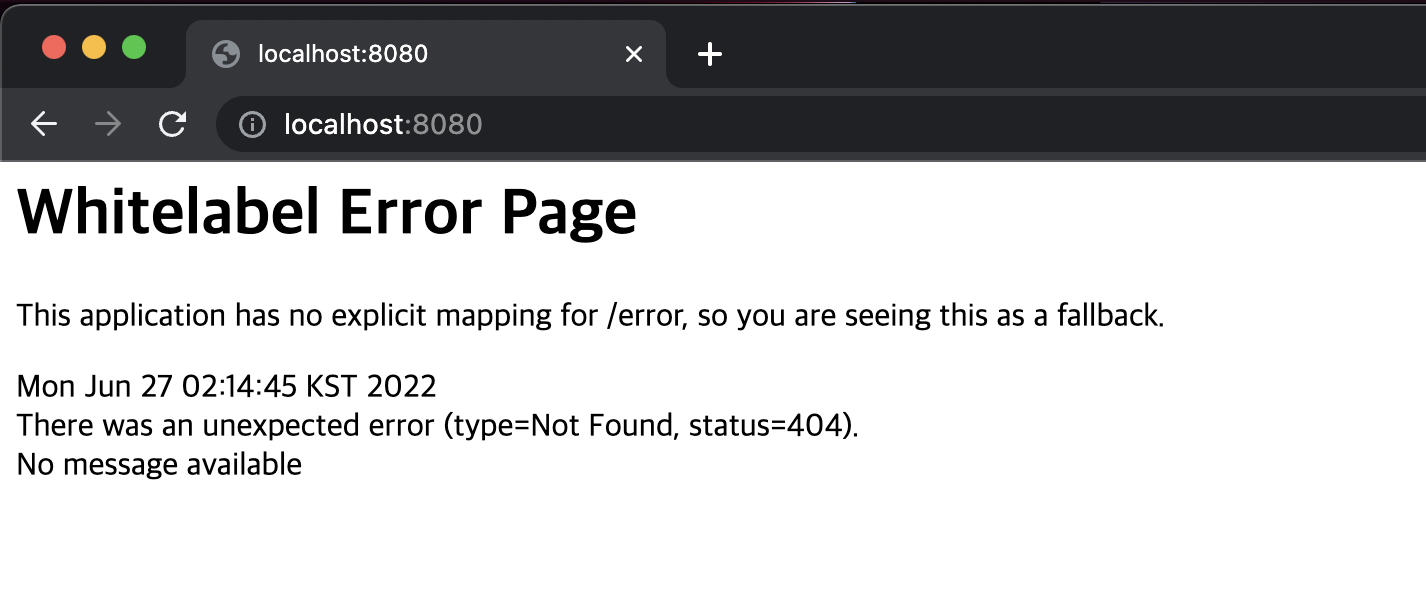 localhost:8080
localhost:8080
Whitelabel Error Page
This application has no explicit mapping for /error, so you are seeing this as a fallback.
Mon Jun 27 02:14:45 KST 2022
There was an unexpected error (type=Not Found, status=404).
No message available